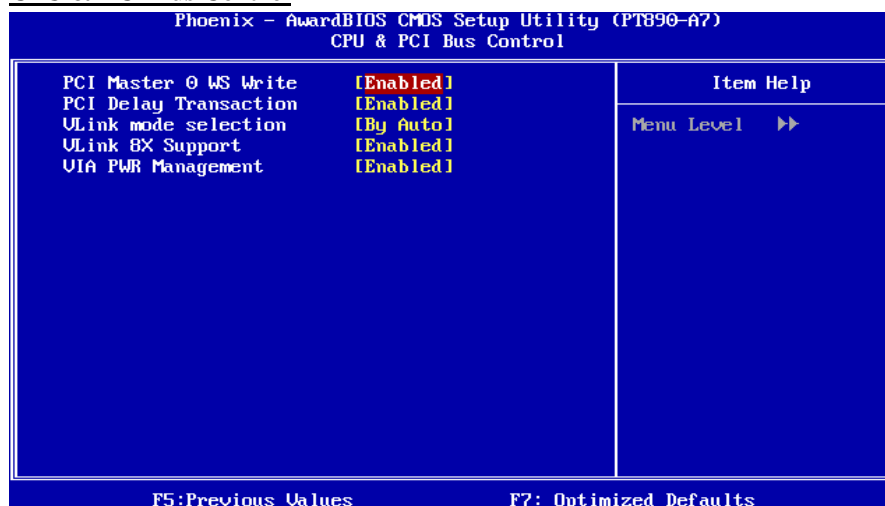 Phoenix - AwardBIOS CMOS Setup Utility (PT890-A7)
CPU & PCI Bus Control
PCI Master 0 WS Write [Enabled]
PCI Delay Transaction [Enabled]
VLink mode selection [By Auto]
VLink 8X Support [Enabled]
VIA PWR Management [Enabled]
Item Help
Menu Level ►►
F5:Previous Values F7: Optimized Defaults